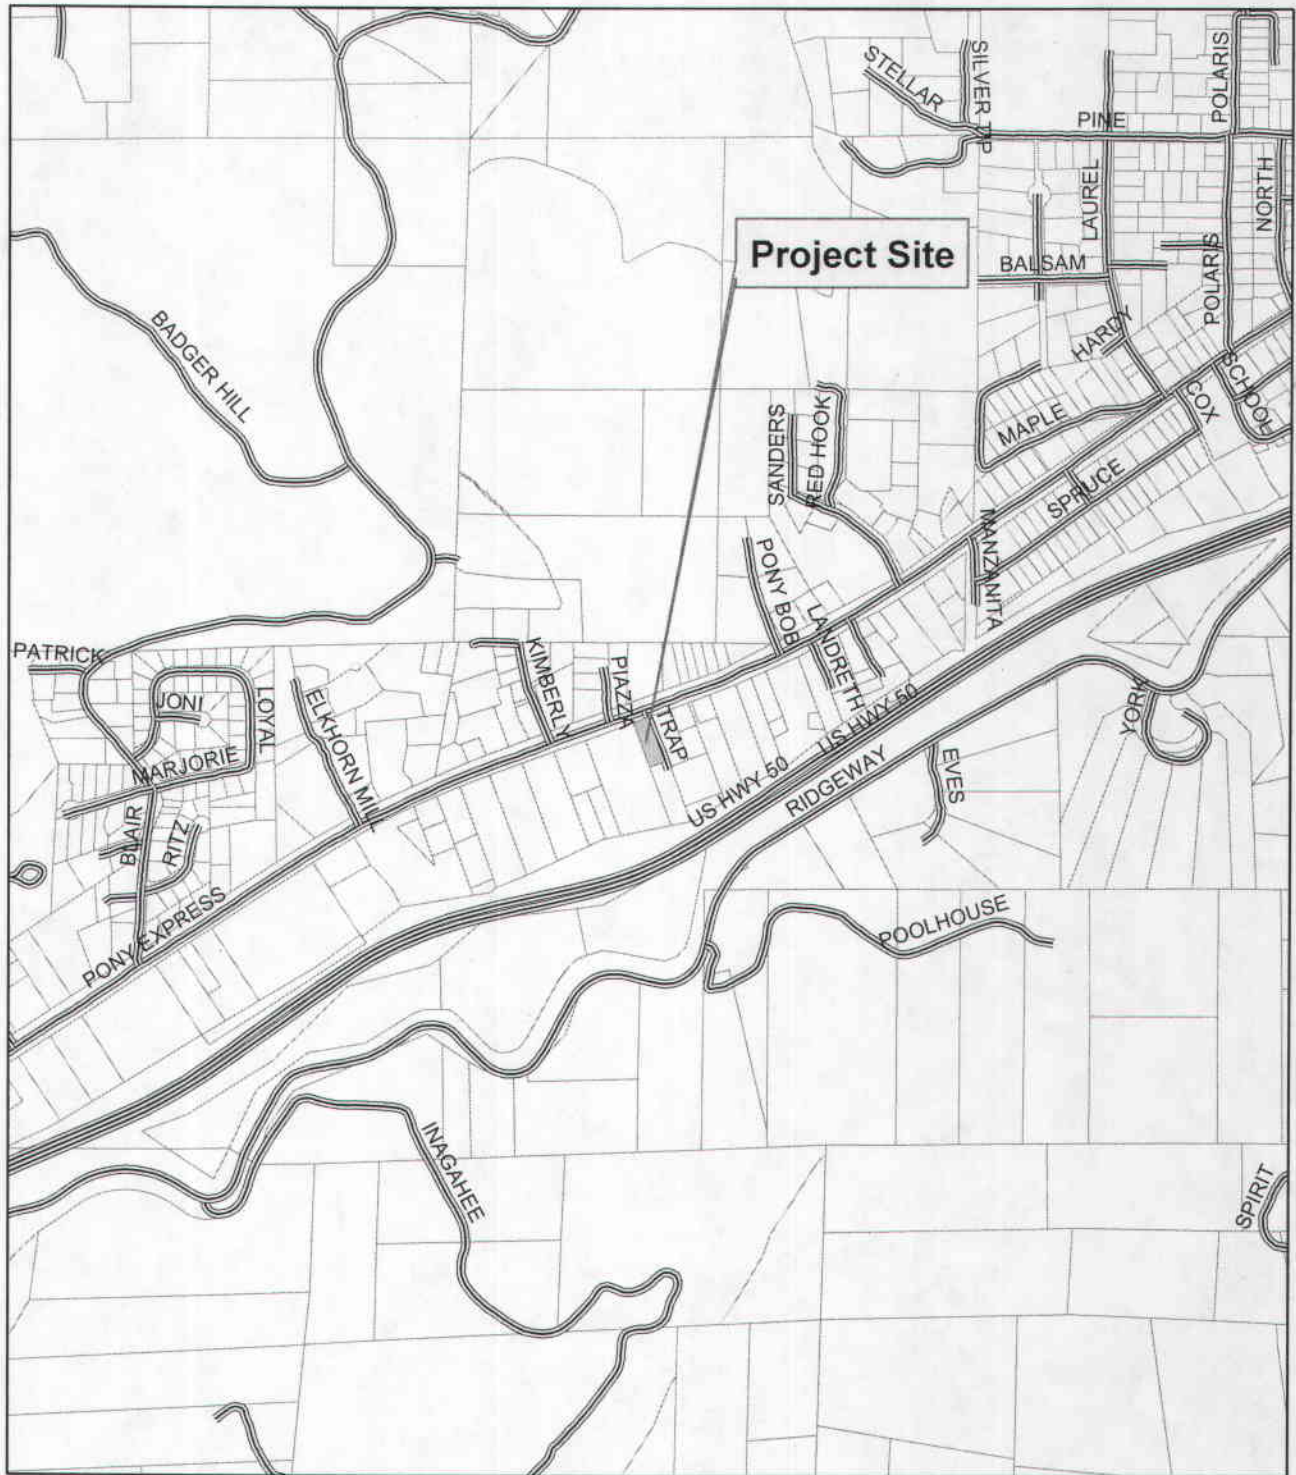 STELLAR
SILVER TIP
POLARIS
PINE
LAUREL
NORTH
Project Site
BALSAM
POLARIS
HARDY
BADGER HILL
SCHOOL
COX
MAPLE
SANDERS
RED HOOK
SPRUCE
MANZANITA
PONY BOB
LANDRETH
PATRICK
KIMBERLY
PIAZZA
JONI
LOYAL
ELKHORN MILL
TRAP
US HWY 50
YORK
MARJORIE
US HWY 50
EVES
RIDGEWAY
BLAIR
RITZ
PONY EXPRESS
POOLHOUSE
INAGAHEE
SPIRIT